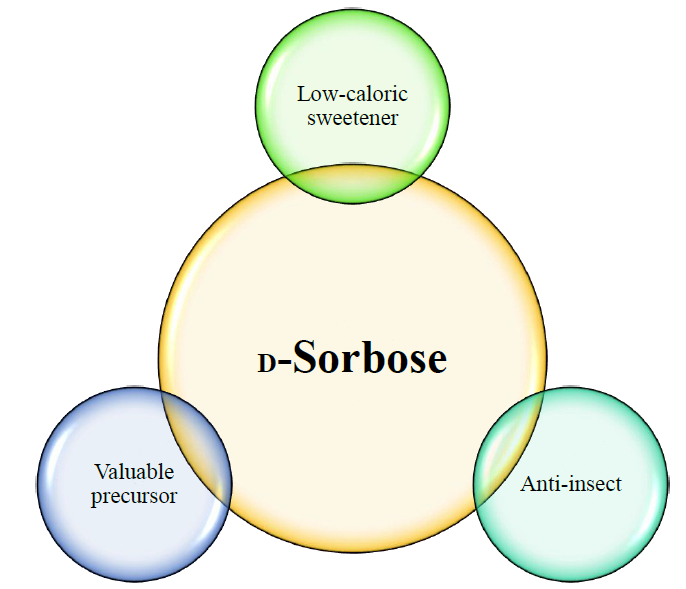 Low-caloric
sweetener
D-Sorbose
Valuable
precursor
Anti-insect